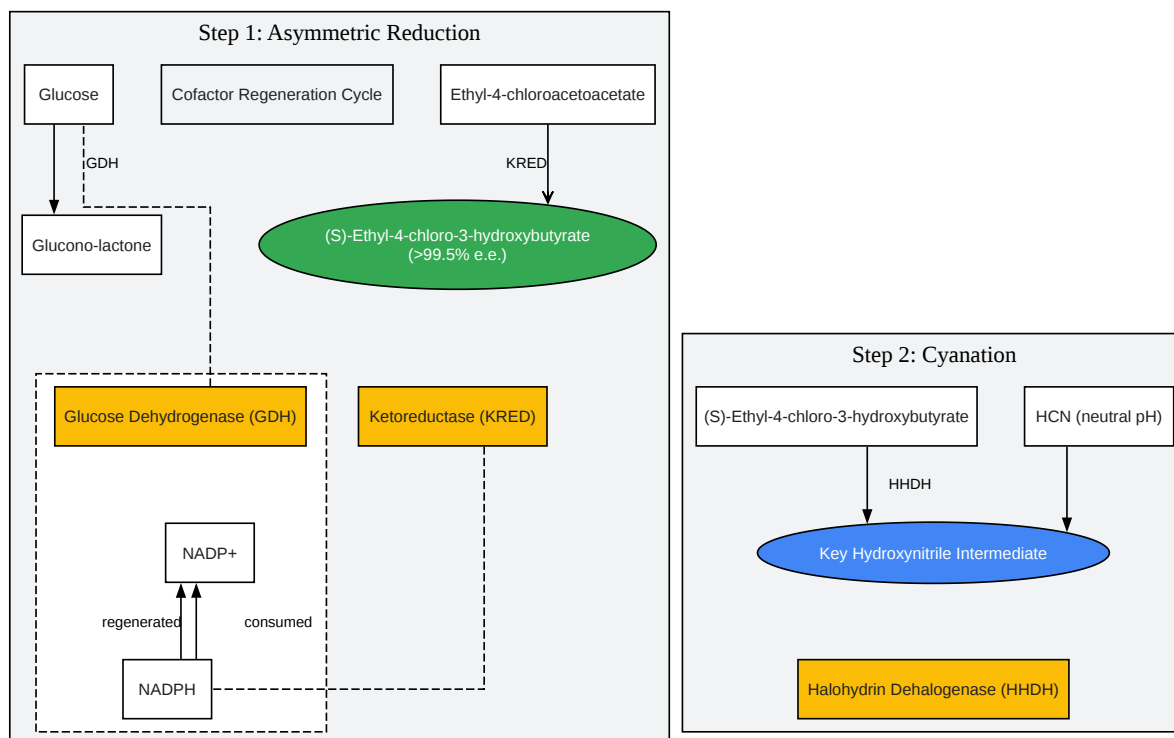 Step 1: Asymmetric Reduction
Glucose
Cofactor Regeneration Cycle
Ethyl-4-chloroacetoacetate
GDH
KRED
Glucono-lactone
(S)-Ethyl-4-chloro-3-hydroxybutyrate
(>99.5% e.e.)
Glucose Dehydrogenase (GDH)
Ketoreductase (KRED)
NADP+
regenerated
consumed
NADPH
Step 2: Cyanation
(S)-Ethyl-4-chloro-3-hydroxybutyrate
HCN (neutral pH)
HHDH
Key Hydroxynitrile Intermediate
Halohydrin Dehalogenase (HHDH)